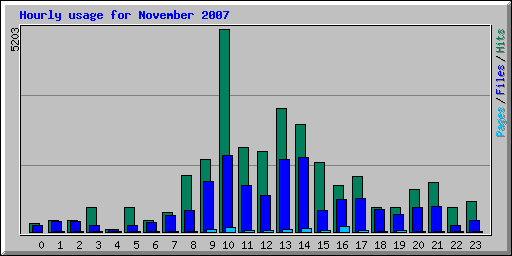 Hourly usage for November 2007
5203
Pages / Files / Hits
0 1 2 3 4 5 6 7 8 9 10 11 12 13 14 15 16 17 18 19 20 21 22 23